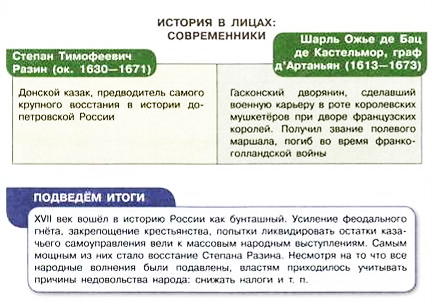 ИСТОРИЯ В ЛИЦАХ:
СОВРЕМЕННИКИ
Степан Тимофеевич
Разин (ок. 1630—1671)
Шарль Ожье де Бац
де Кастельмор, граф
д'Артаньян (1613—1673)
Донской казак, предводитель самого
крупного восстания в истории до-
петровской России
Гасконский дворянин, сделавший
военную карьеру в роте королевских
мушкетёров при дворе французских
королей. Получил звание полевого
маршала, погиб во время франко-
голландской войны
ПОДВЕДЁМ ИТОГИ
XVII век вошёл в историю России как бунташный. Усиление феодального
гнёта, закрепощение крестьянства, попытки ликвидировать остатки каза-
чьего самоуправления вели к массовым народным выступлениям. Самым
мощным из них стало восстание Степана Разина. Несмотря на то что все
народные волнения были подавлены, властям приходилось учитывать
причины недовольства народа: снижать налоги и т. п.